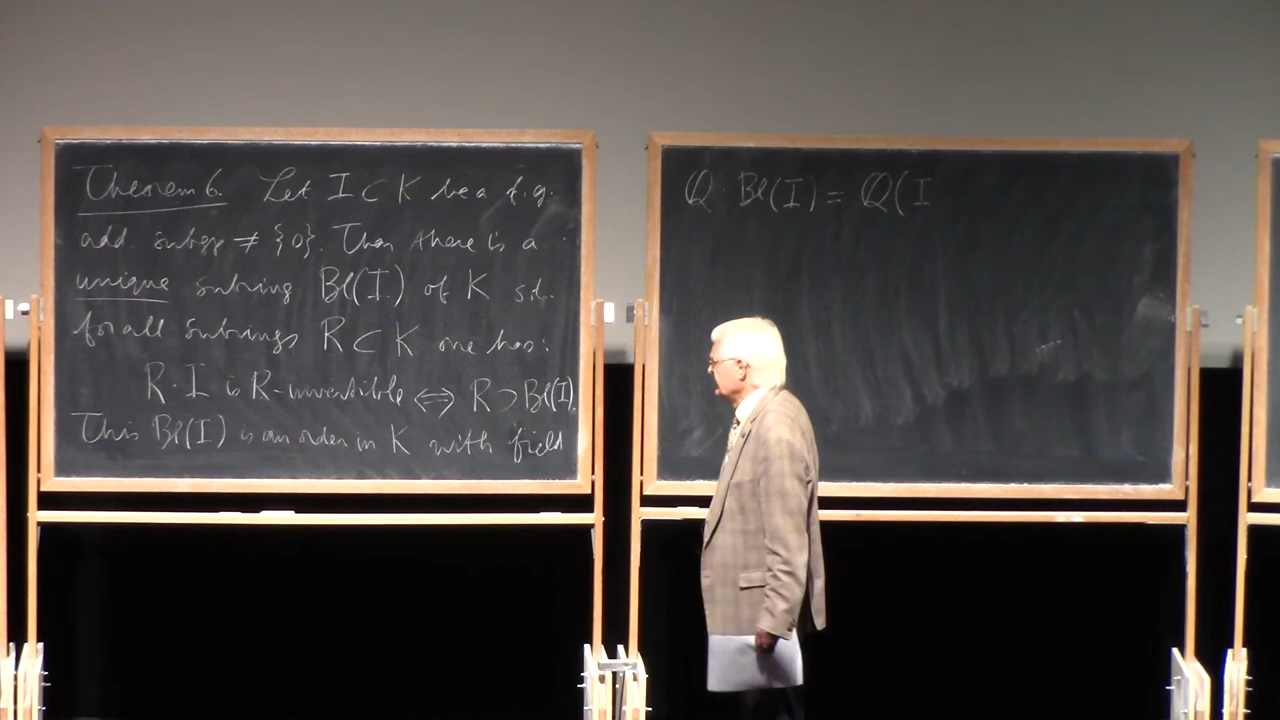 Theorem 6. Let I ⊂ K be a f.g.
add. subgp ≠ {0}. Then there is a
unique subring Bl(I) of K s.t.
for all subrings R ⊂ K one has:
R·I is R-invertible ⟺ R ⊃ Bl(I).
This Bl(I) is an order in K with field
Q·Bl(I) = Q(I